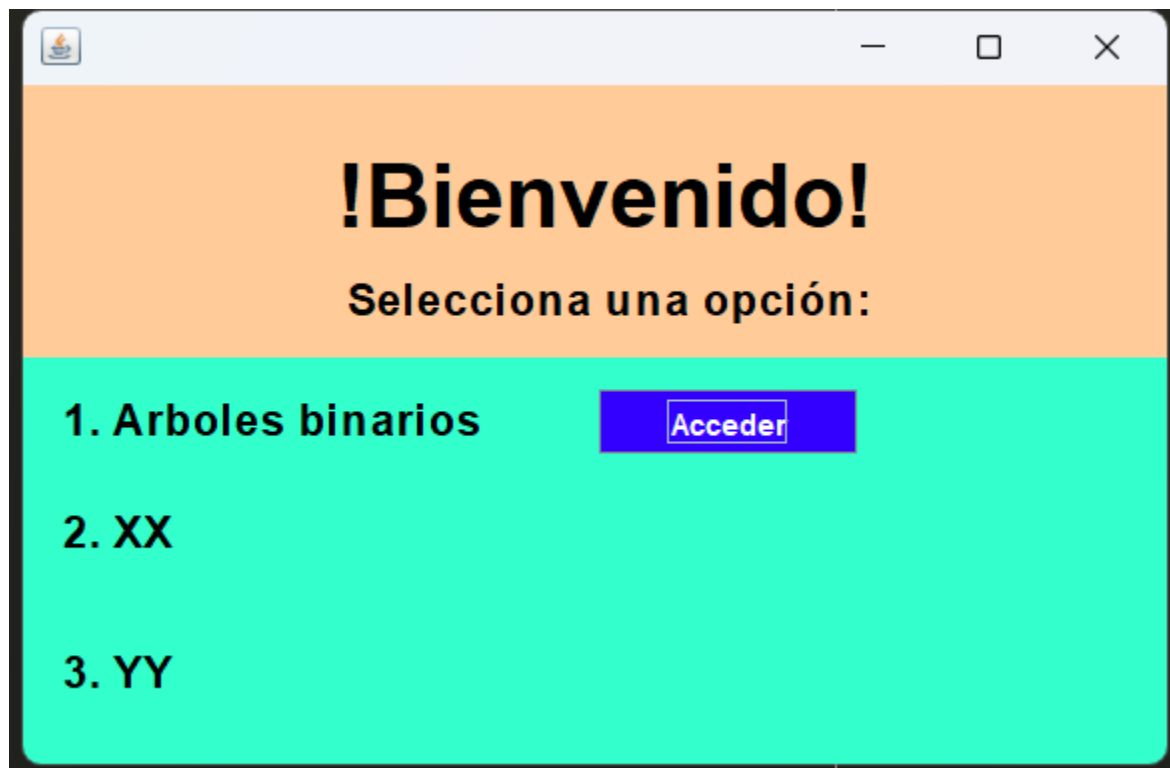 !Bienvenido!
Selecciona una opción:
1. Arboles binarios Acceder
2. XX
3. YY